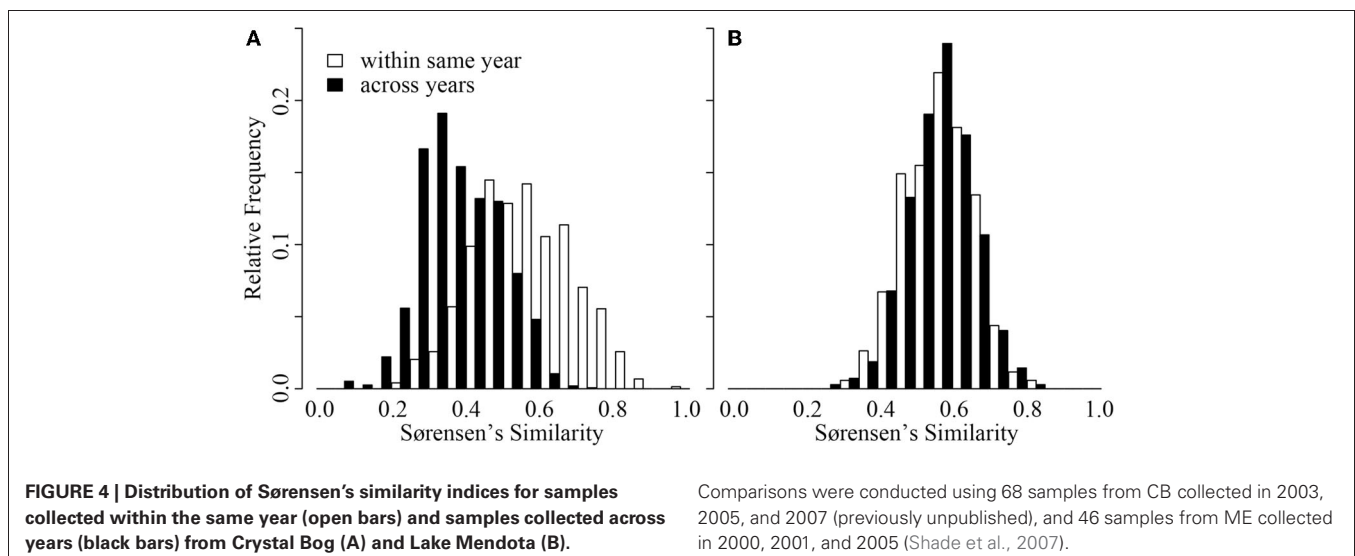 A
within same year
across years
Relative Frequency
0.2
0.1
0.0
0.0 0.2 0.4 0.6 0.8 1.0
Sørensen’s Similarity
B
0.0 0.2 0.4 0.6 0.8 1.0
Sørensen’s Similarity
FIGURE 4 | Distribution of Sørensen’s similarity indices for samples
collected within the same year (open bars) and samples collected across
years (black bars) from Crystal Bog (A) and Lake Mendota (B).
Comparisons were conducted using 68 samples from CB collected in 2003,
2005, and 2007 (previously unpublished), and 46 samples from ME collected
in 2000, 2001, and 2005 (Shade et al., 2007).